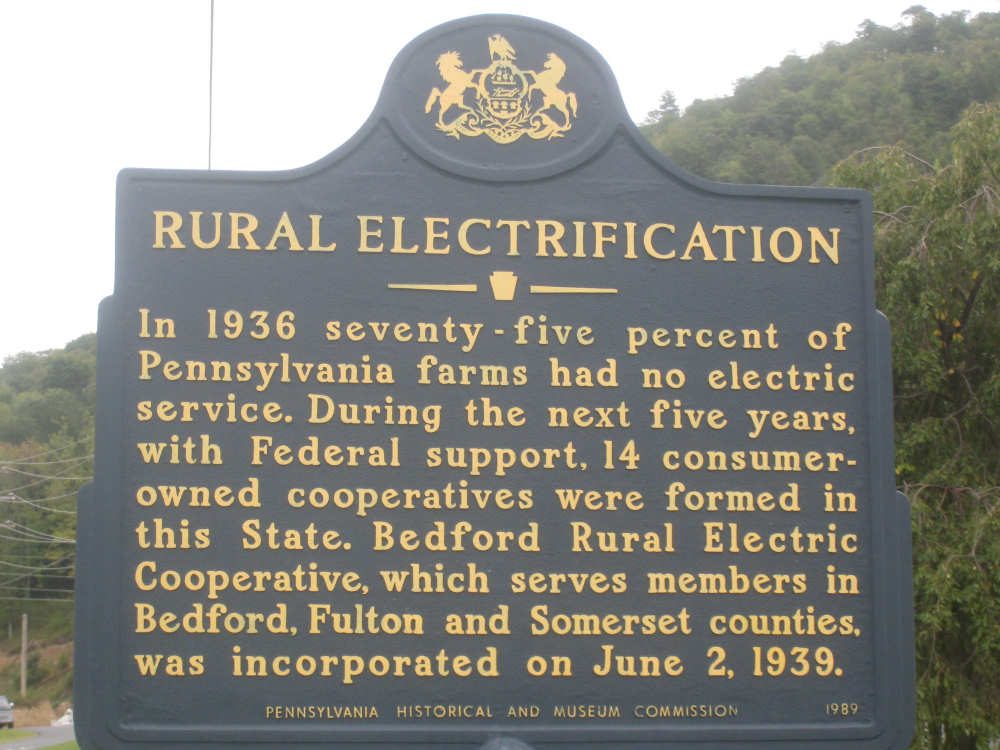 RURAL ELECTRIFICATION
In 1936 seventy-five percent of
Pennsylvania farms had no electric
service. During the next five years,
with Federal support, 14 consumer-
owned cooperatives were formed in
this State. Bedford Rural Electric
Cooperative, which serves members in
Bedford, Fulton and Somerset counties,
was incorporated on June 2, 1939.
PENNSYLVANIA HISTORICAL AND MUSEUM COMMISSION 1989